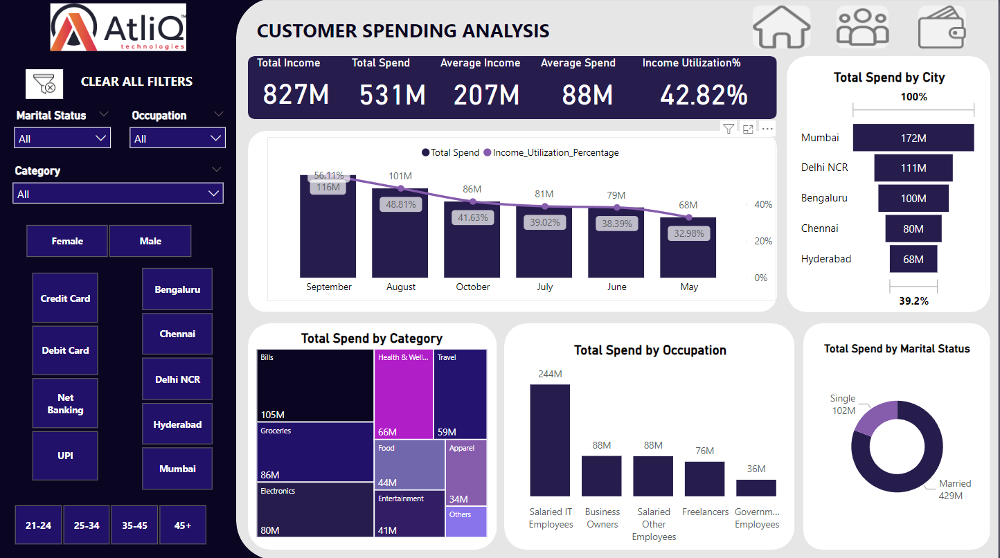 AtliQ™
technologies
CLEAR ALL FILTERS
Marital Status
All
Occupation
All
Category
All
Female
Male
Credit Card
Debit Card
Net
Banking
UPI
Bengaluru
Chennai
Delhi NCR
Hyderabad
Mumbai
21-24
25-34
35-45
45+
CUSTOMER SPENDING ANALYSIS
Total Income
827M
Total Spend
531M
Average Income
207M
Average Spend
88M
Income Utilization%
42.82%
Total Spend
Income_Utilization_Percentage
56.11%
116M
101M
48.81%
86M
41.63%
81M
39.02%
79M
38.39%
68M
32.98%
40%
20%
0%
September
August
October
July
June
May
Total Spend by City
100%
Mumbai
172M
Delhi NCR
111M
Bengaluru
100M
Chennai
80M
Hyderabad
68M
39.2%
Total Spend by Category
Bills
105M
Groceries
86M
Electronics
80M
Health & Well...
66M
Travel
59M
Food
44M
Entertainment
41M
Apparel
34M
Others
Total Spend by Occupation
244M
88M
88M
76M
36M
Salaried IT
Employees
Business
Owners
Salaried
Other
Employees
Freelancers
Governm...
Employees
Total Spend by Marital Status
Single
102M
Married
429M